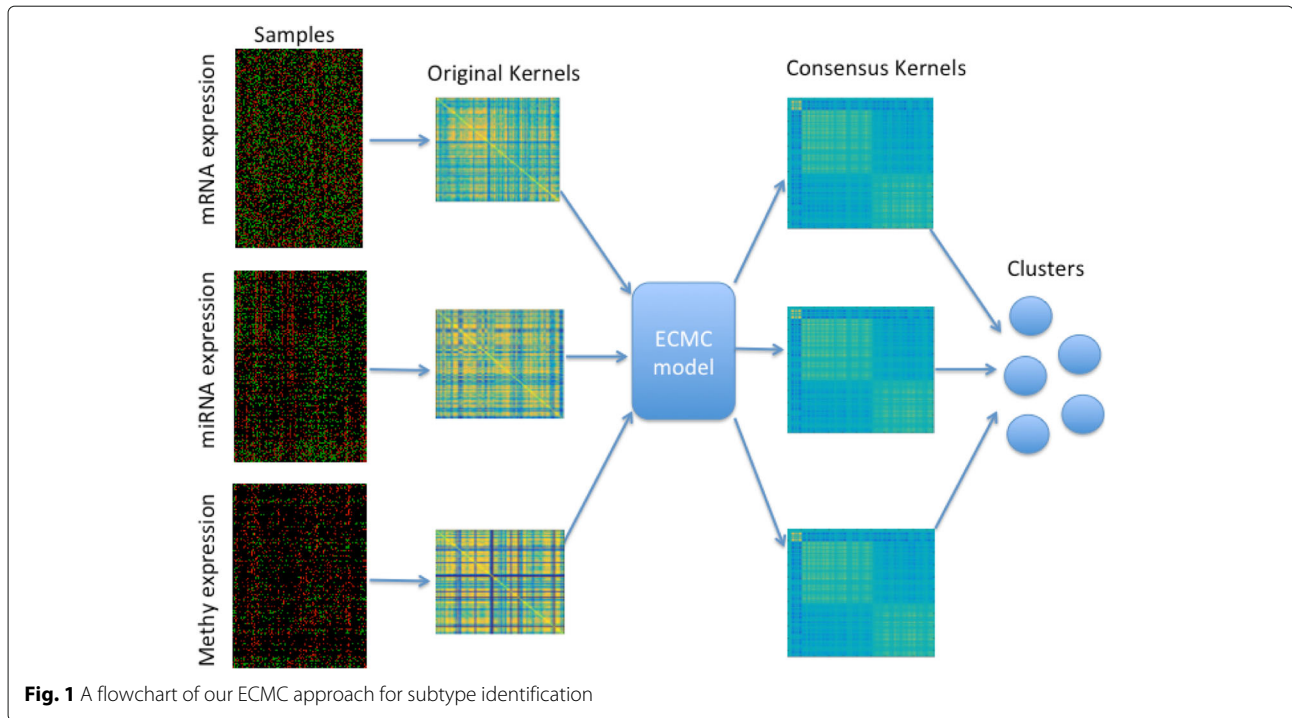 Samples
mRNA expression
Original Kernels
Consensus Kernels
miRNA expression
ECMC
model
Clusters
Methy expression
Fig. 1 A flowchart of our ECMC approach for subtype identification